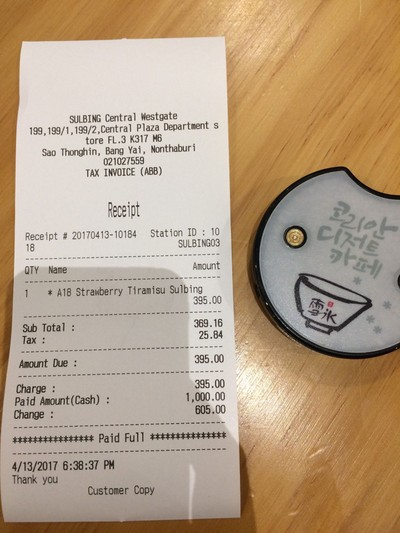 SULBING Central Westgate
199,199/1,199/2,Central Plaza Department s
tore FL.3 K317 M6
Sao Thonghin, Bang Yai, Nonthaburi
021027559
TAX INVOICE (ABB)
Receipt
Receipt # 20170413-10184 Station ID : 10
18 SULBING03
QTY Name Amount
1 * A18 Strawberry Tiramisu Sulbing
395.00
Sub Total : 369.16
Tax : 25.84
Amount Due : 395.00
Charge : 395.00
Paid Amount(Cash) : 1,000.00
Change : 605.00
**************** Paid Full ***************
4/13/2017 6:38:37 PM
Thank you
Customer Copy
코리안
디저트
카페
雪氷